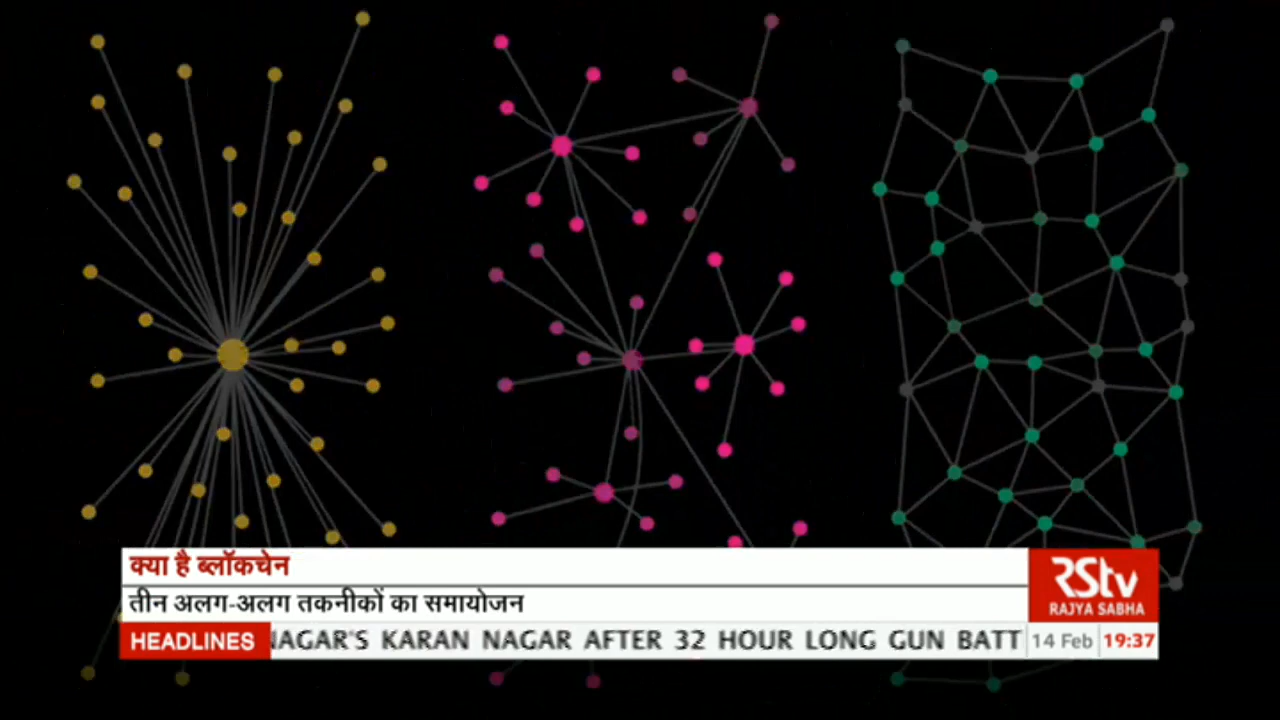 क्या है ब्लॉकचेन
तीन अलग-अलग तकनीकों का समायोजन
RStv
RAJYA SABHA
HEADLINES NAGAR'S KARAN NAGAR AFTER 32 HOUR LONG GUN BATT 14 Feb 19:37